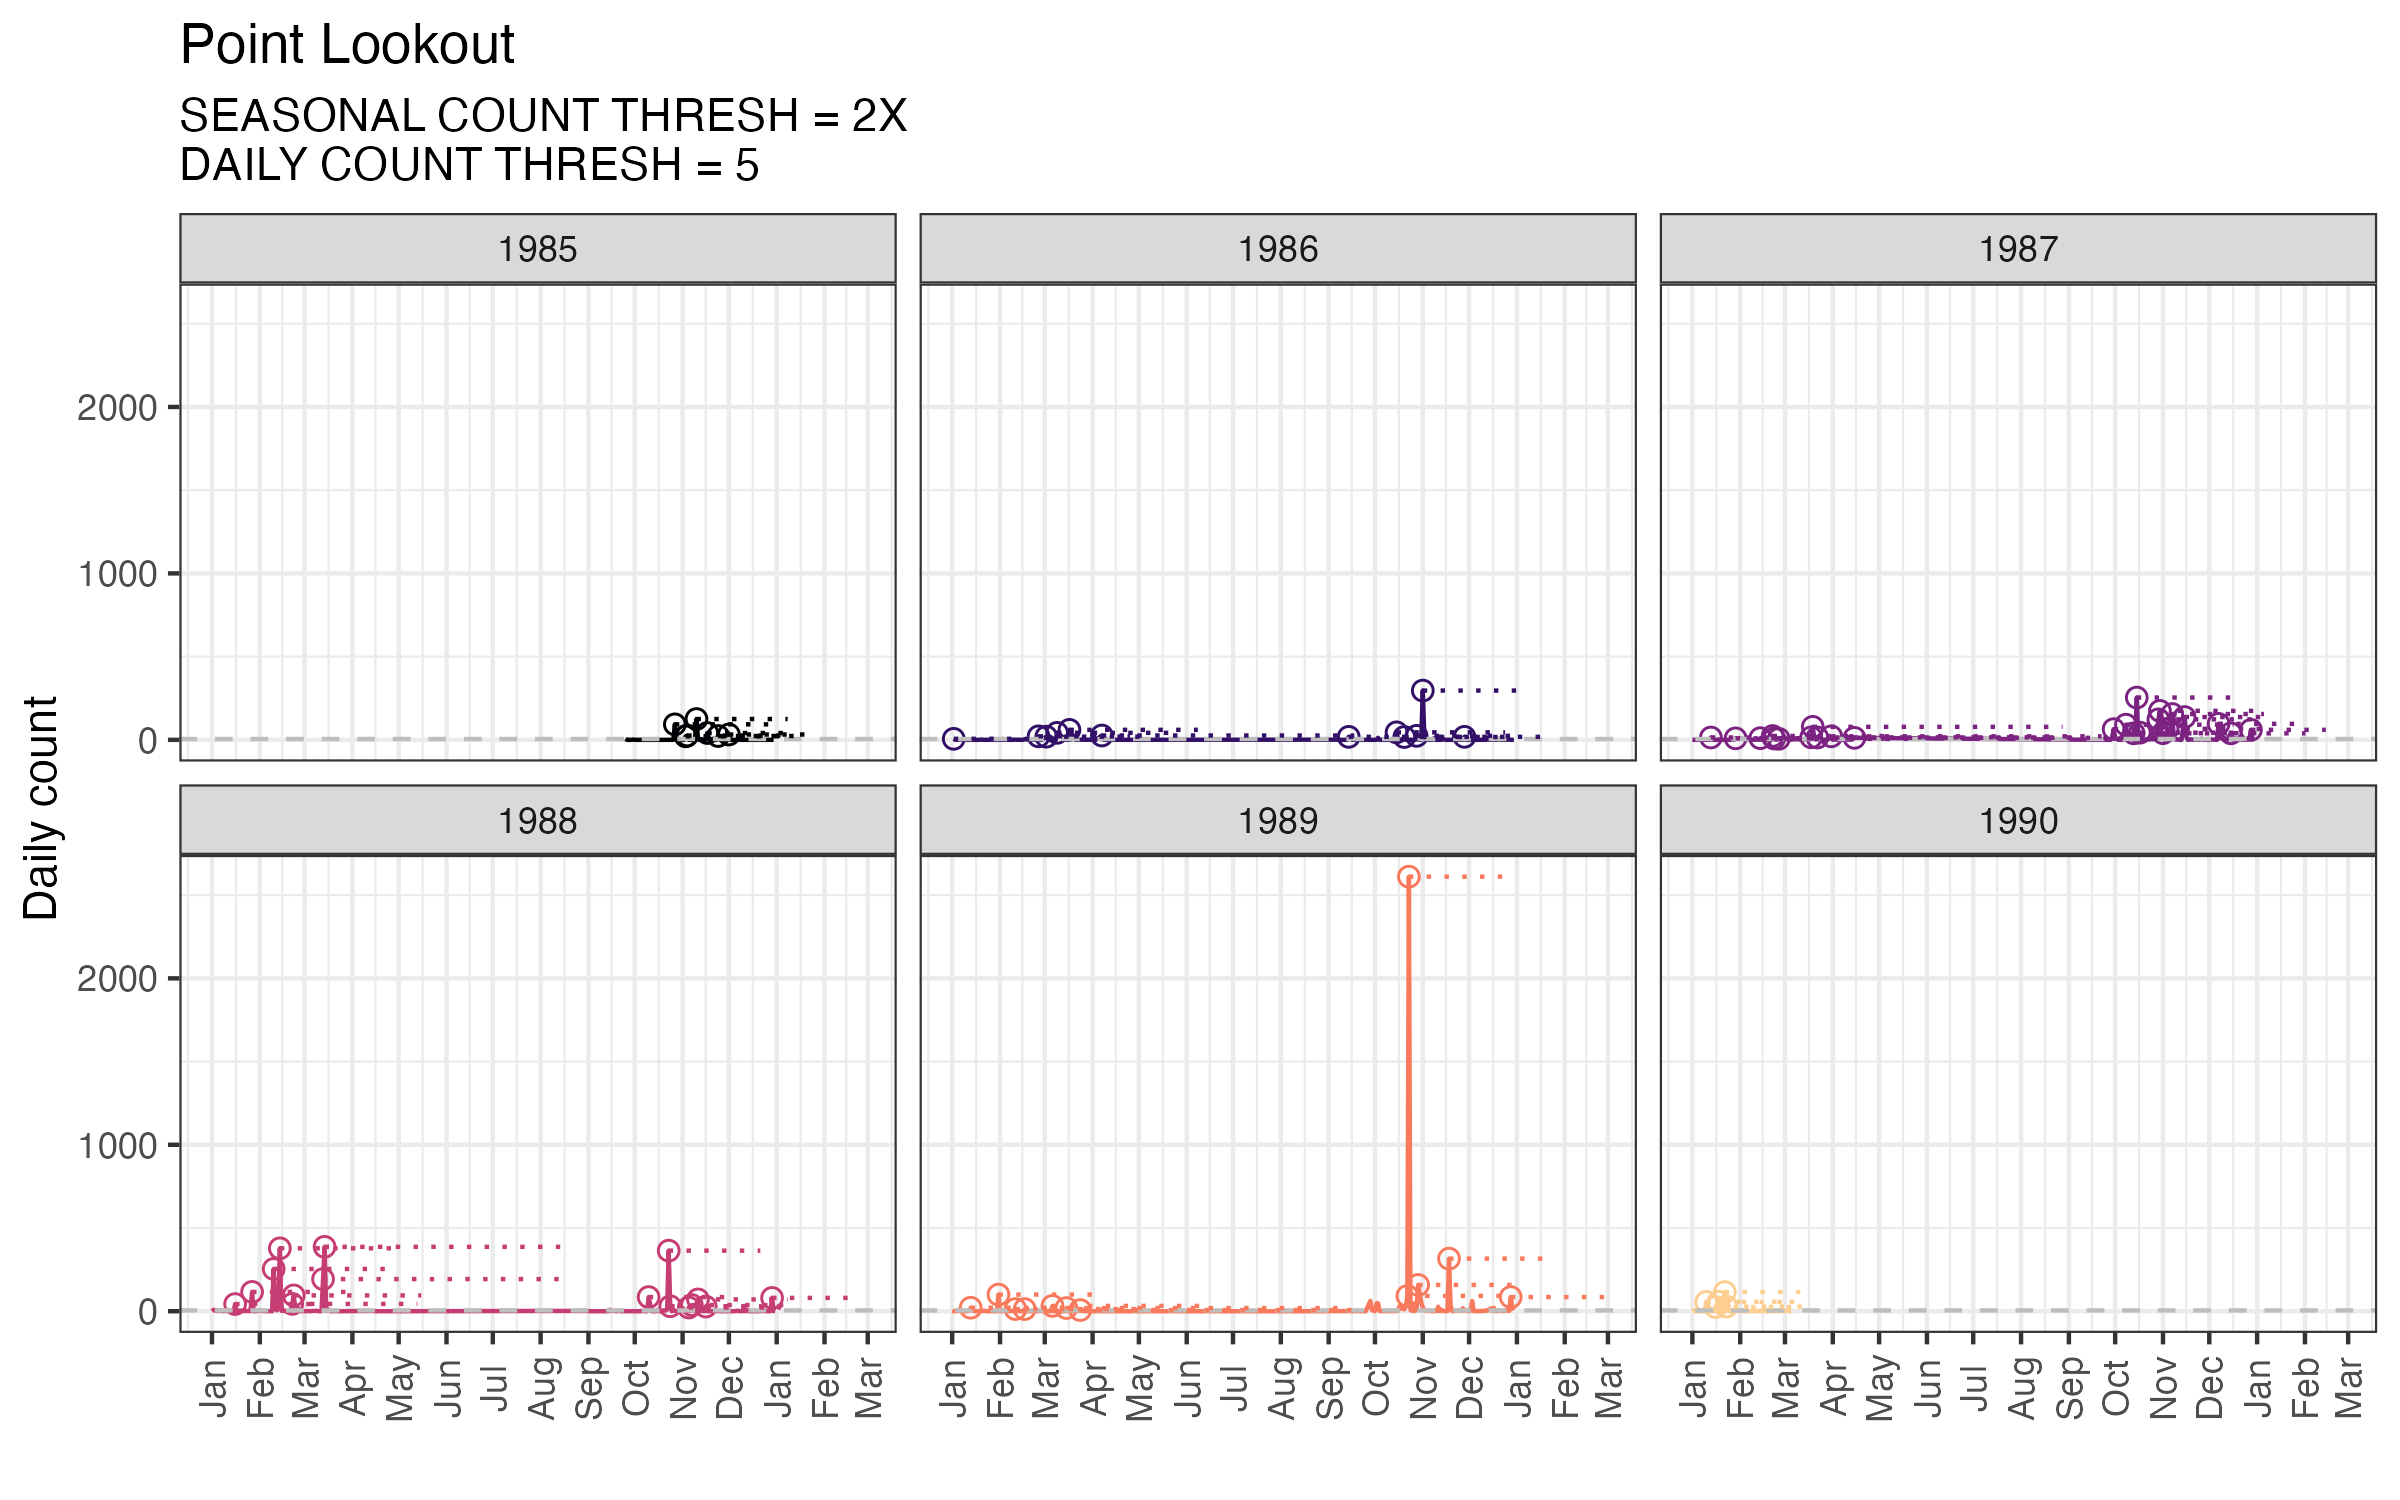 Point Lookout
SEASONAL COUNT THRESH = 2X
DAILY COUNT THRESH = 5
1985
1986
1987
2000
1000
0
Daily count
1988
1989
1990
2000
1000
0
Jan Feb Mar Apr May Jun Jul Aug Sep Oct Nov Dec Jan Feb Mar
Jan Feb Mar Apr May Jun Jul Aug Sep Oct Nov Dec Jan Feb Mar
Jan Feb Mar Apr May Jun Jul Aug Sep Oct Nov Dec Jan Feb Mar